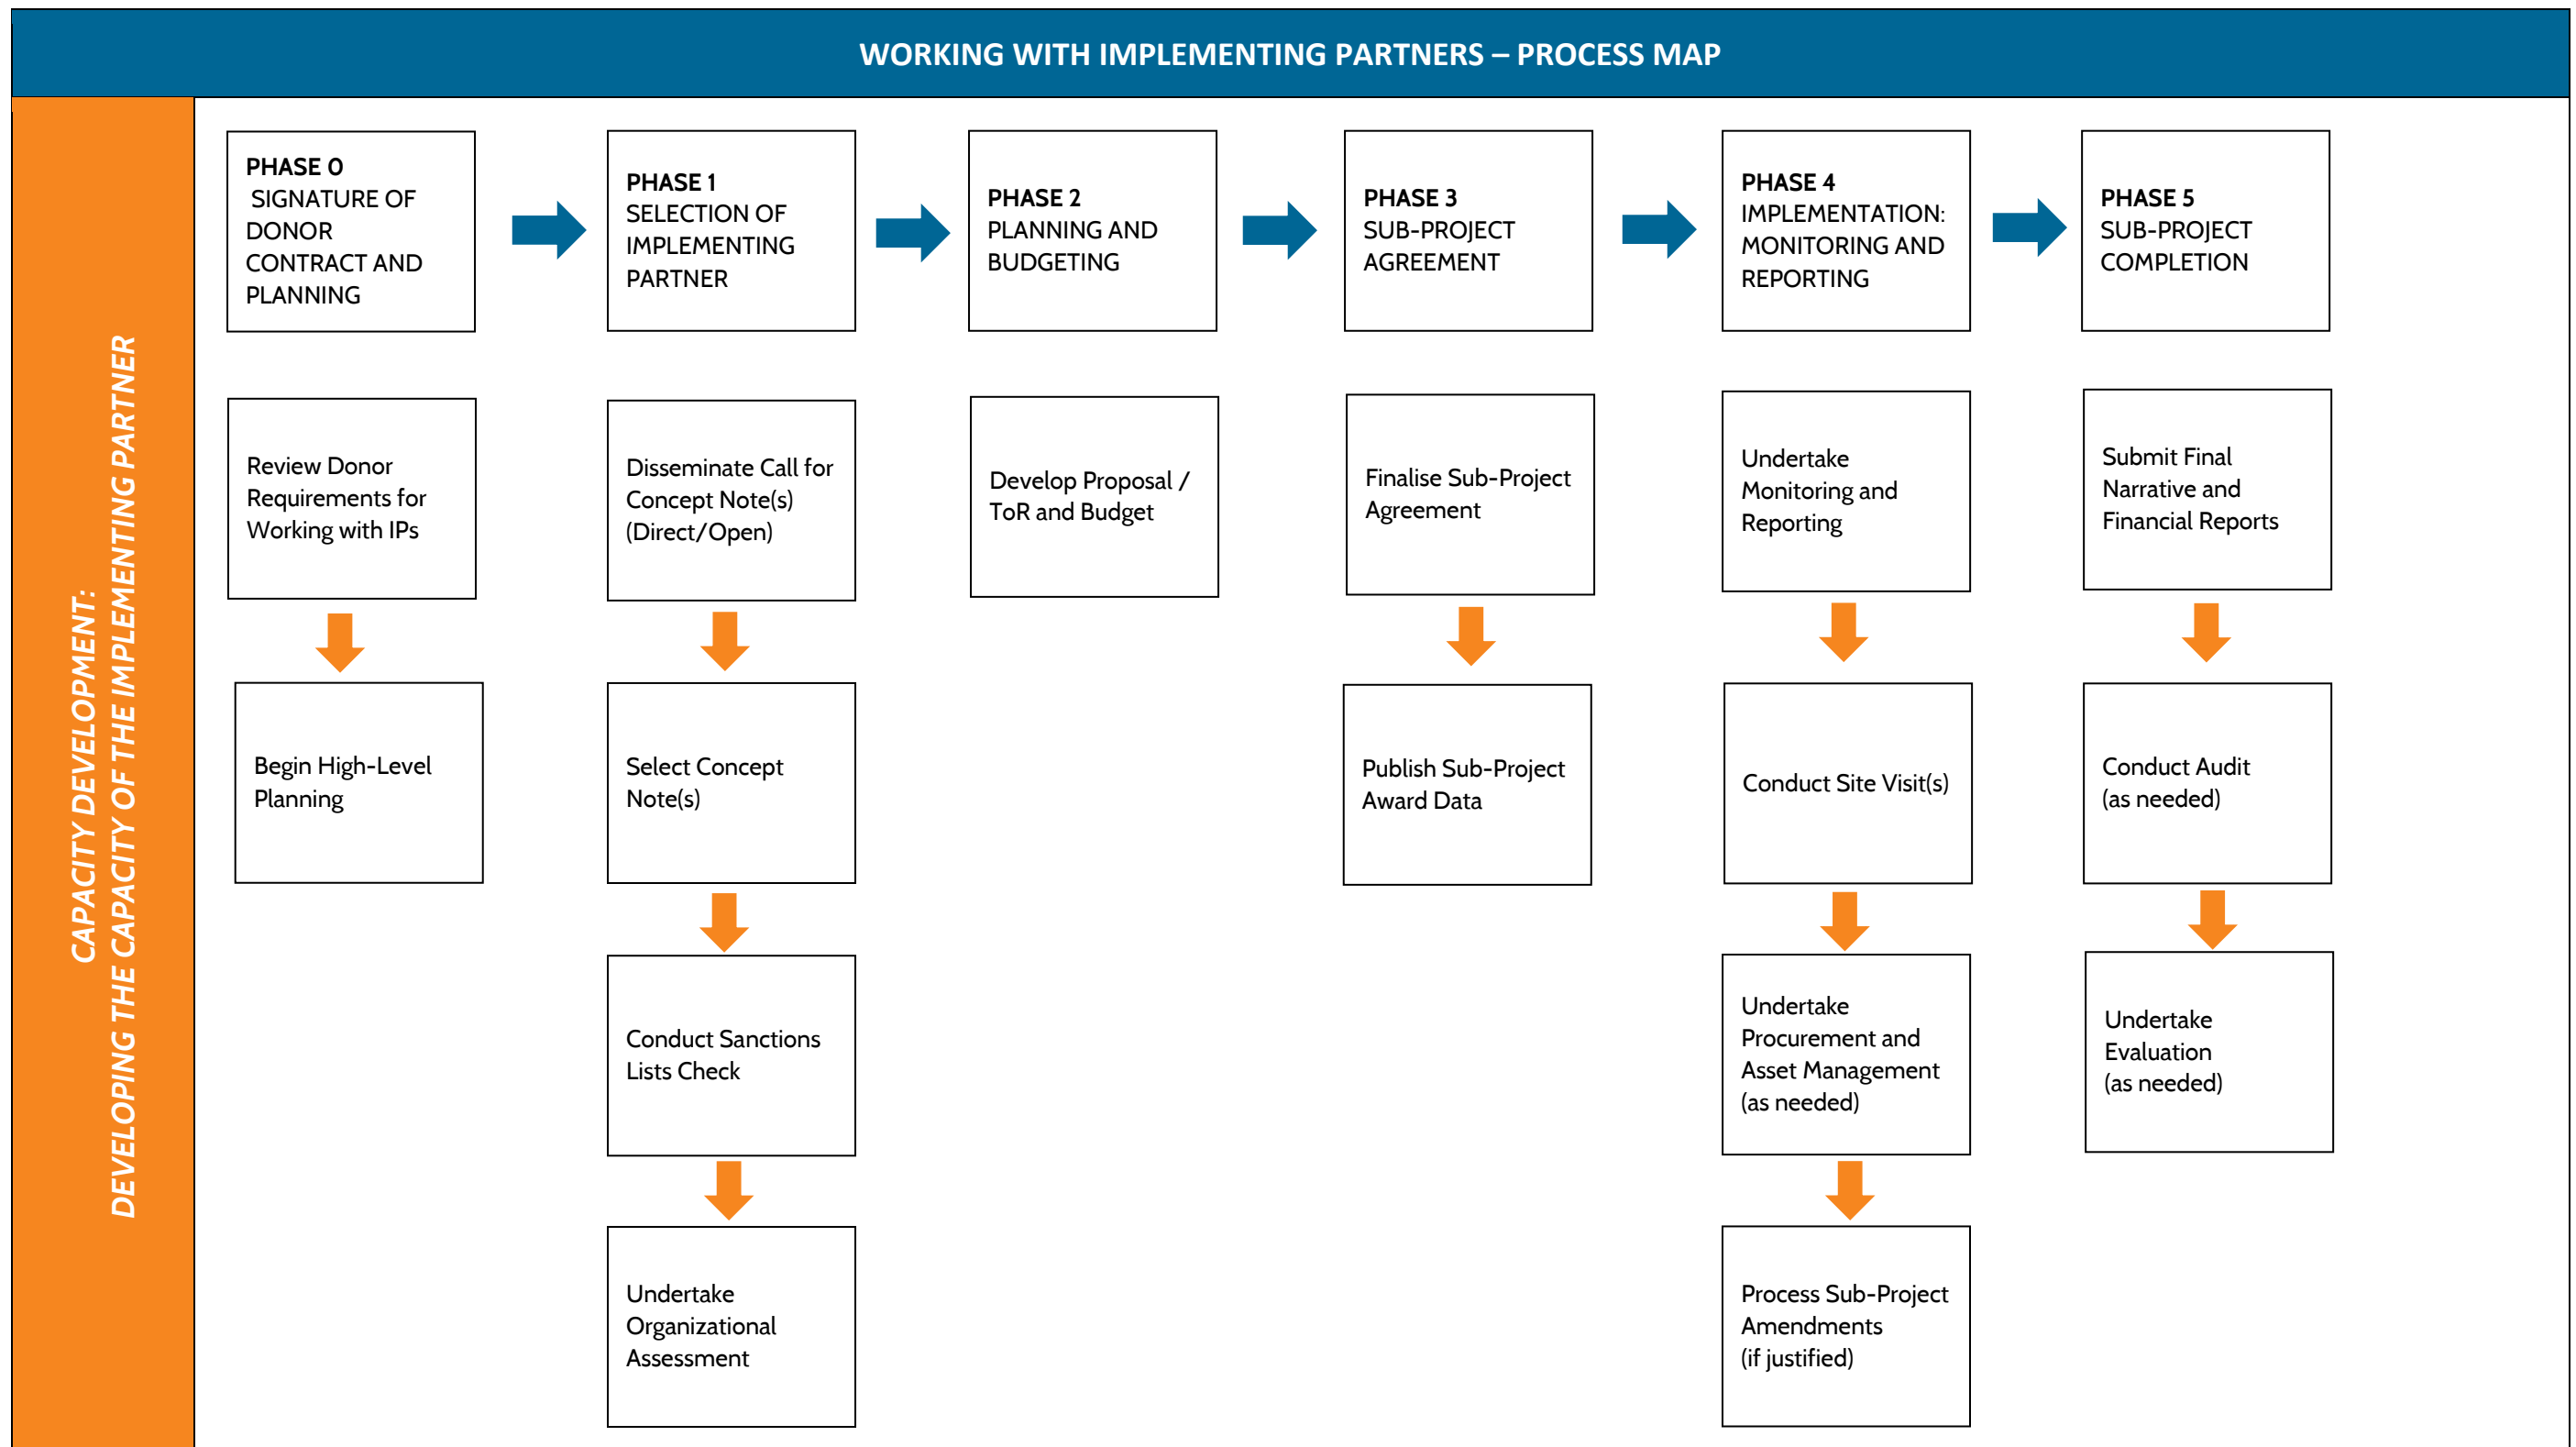 WORKING WITH IMPLEMENTING PARTNERS – PROCESS MAP
CAPACITY DEVELOPMENT:
DEVELOPING THE CAPACITY OF THE IMPLEMENTING PARTNER
PHASE 0
SIGNATURE OF
DONOR
CONTRACT AND
PLANNING
PHASE 1
SELECTION OF
IMPLEMENTING
PARTNER
PHASE 2
PLANNING AND
BUDGETING
PHASE 3
SUB-PROJECT
AGREEMENT
PHASE 4
IMPLEMENTATION:
MONITORING AND
REPORTING
PHASE 5
SUB-PROJECT
COMPLETION
Review Donor
Requirements for
Working with IPs
Disseminate Call for
Concept Note(s)
(Direct/Open)
Develop Proposal /
ToR and Budget
Finalise Sub-Project
Agreement
Undertake
Monitoring and
Reporting
Submit Final
Narrative and
Financial Reports
Begin High-Level
Planning
Select Concept
Note(s)
Publish Sub-Project
Award Data
Conduct Site Visit(s)
Conduct Audit
(as needed)
Conduct Sanctions
Lists Check
Undertake
Procurement and
Asset Management
(as needed)
Undertake
Evaluation
(as needed)
Undertake
Organizational
Assessment
Process Sub-Project
Amendments
(if justified)